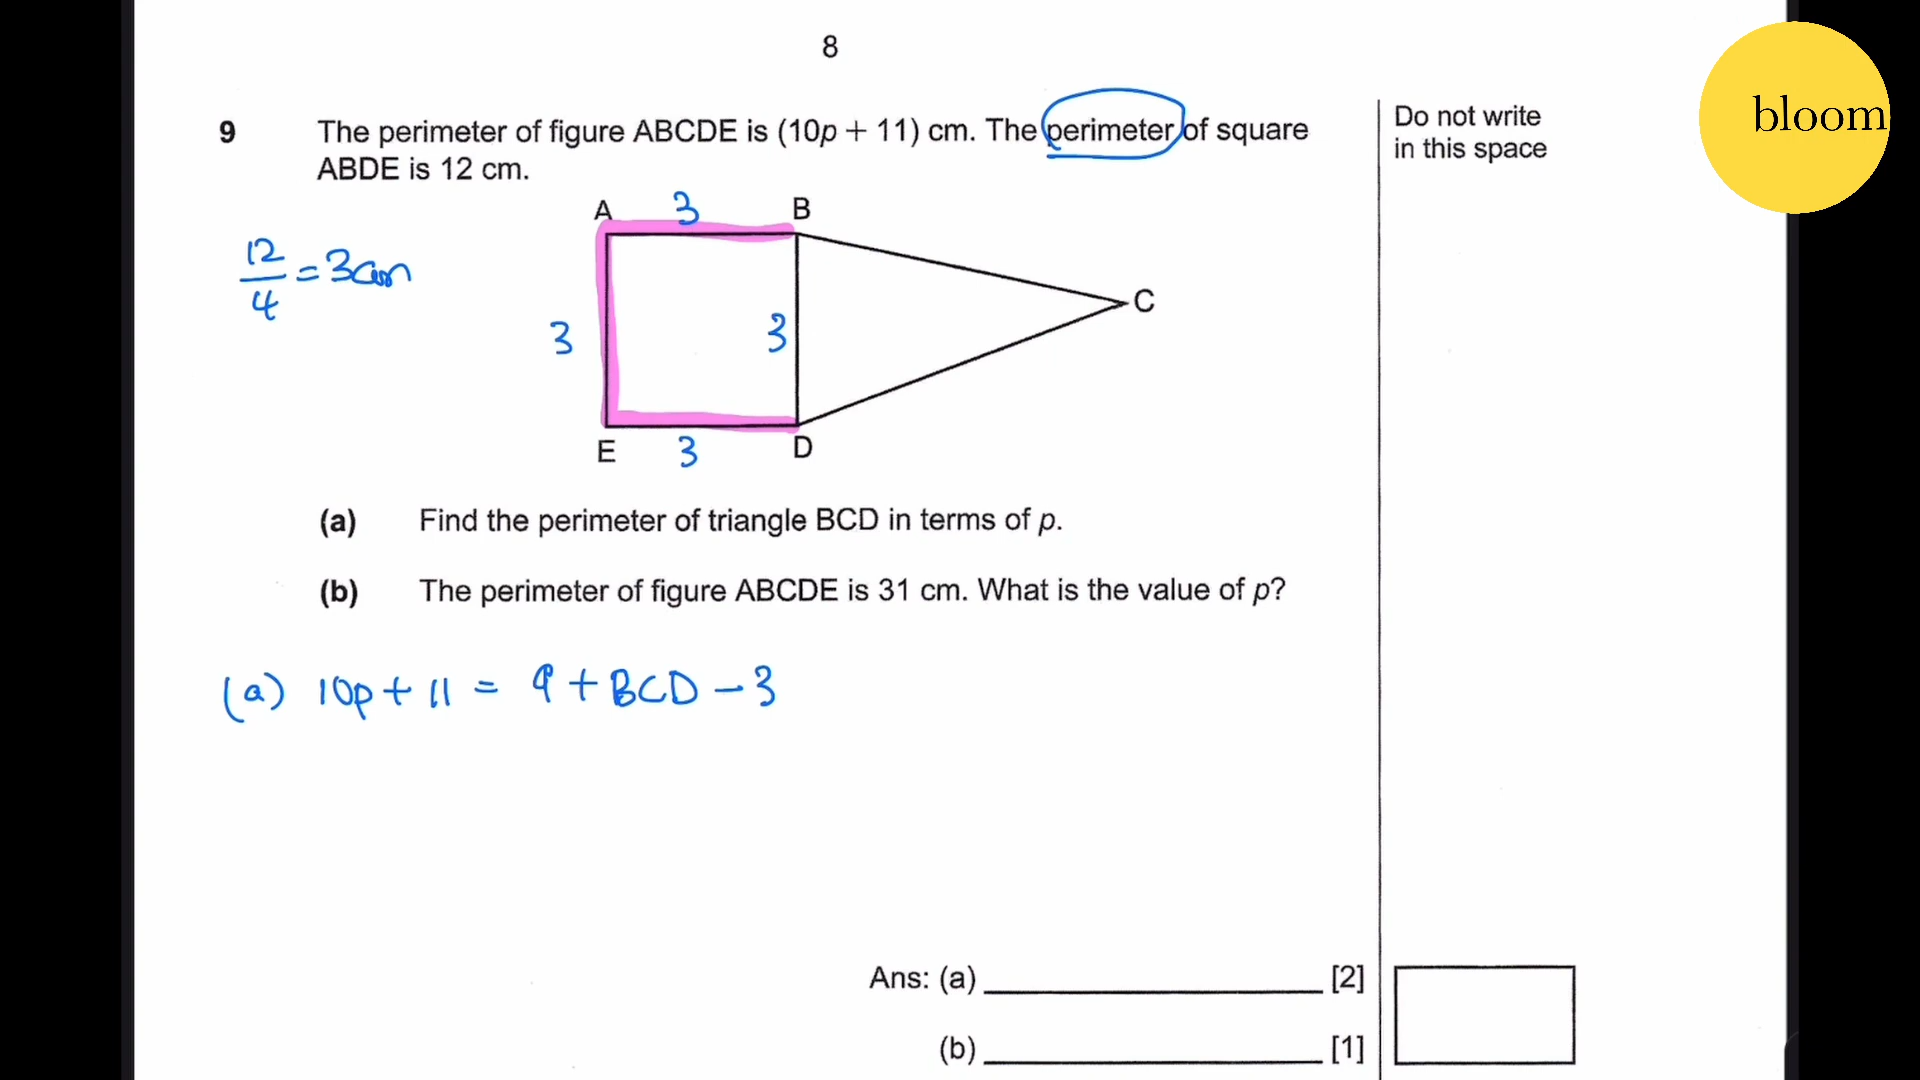 8
bloom
9 The perimeter of figure ABCDE is (10p + 11) cm. The perimeter of square
ABDE is 12 cm.
Do not write
in this space
A 3 B
12/4 = 3cm
C
3 3
E 3 D
(a) Find the perimeter of triangle BCD in terms of p.
(b) The perimeter of figure ABCDE is 31 cm. What is the value of p?
(a) 10p + 11 = 9 + BCD - 3
Ans: (a) [2]
(b) [1]